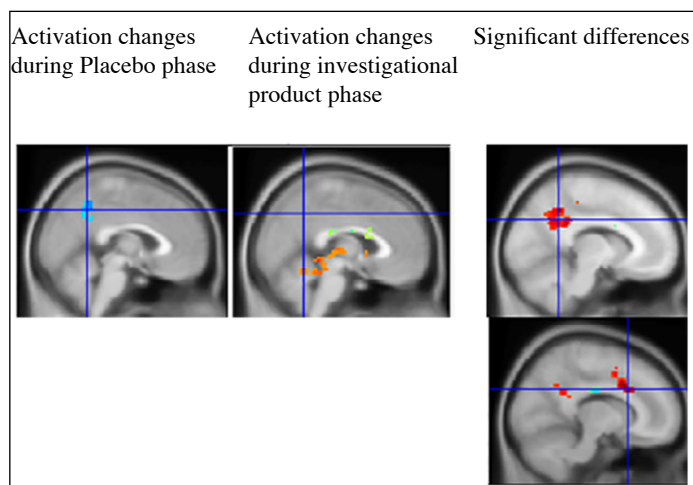 Activation changes
during Placebo phase
Activation changes
during investigational
product phase
Significant differences